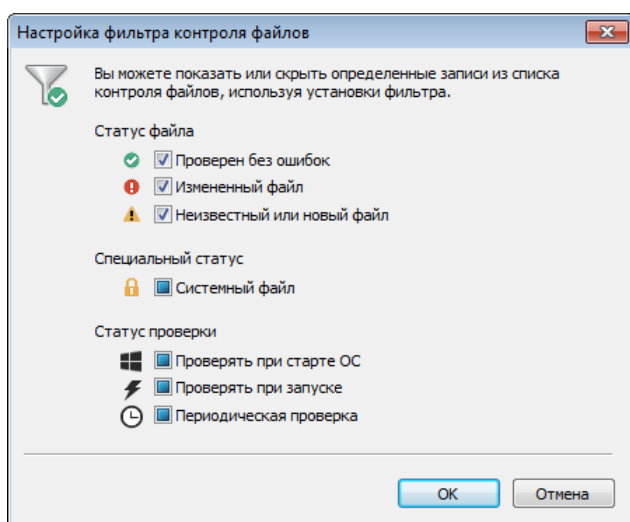 Настройка фильтра контроля файлов
Вы можете показать или скрыть определенные записи из списка
контроля файлов, используя установки фильтра.
Статус файла
Проверен без ошибок
Измененный файл
Неизвестный или новый файл
Специальный статус
Системный файл
Статус проверки
Проверять при старте ОС
Проверять при запуске
Периодическая проверка
ОК
Отмена